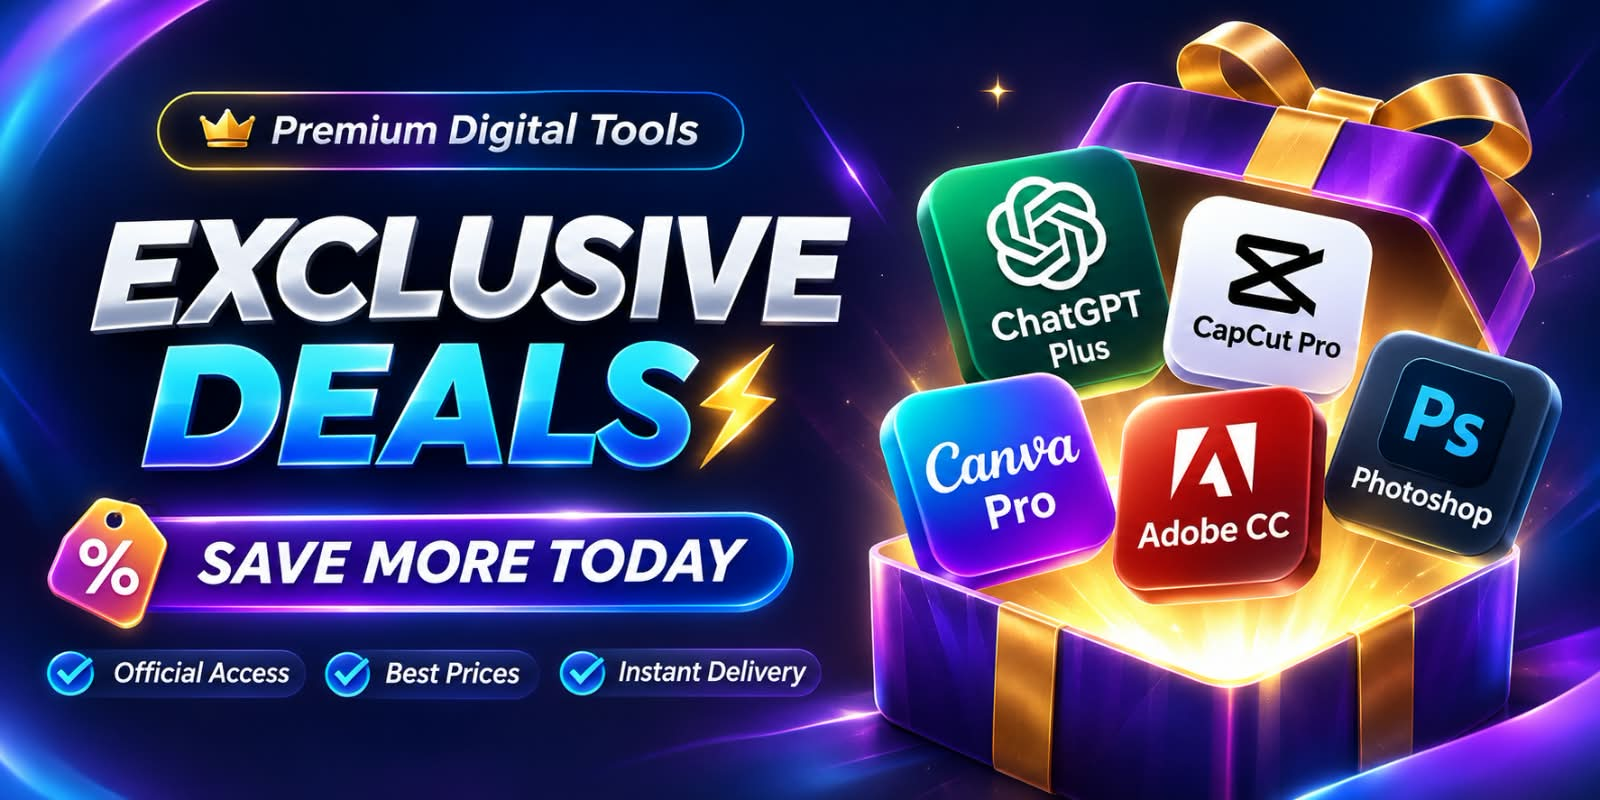 Premium Digital Tools
EXCLUSIVE
DEALS
%
SAVE MORE TODAY
Official Access
Best Prices
Instant Delivery
ChatGPT
Plus
CapCut Pro
Canva
Pro
Adobe CC
Ps
Photoshop